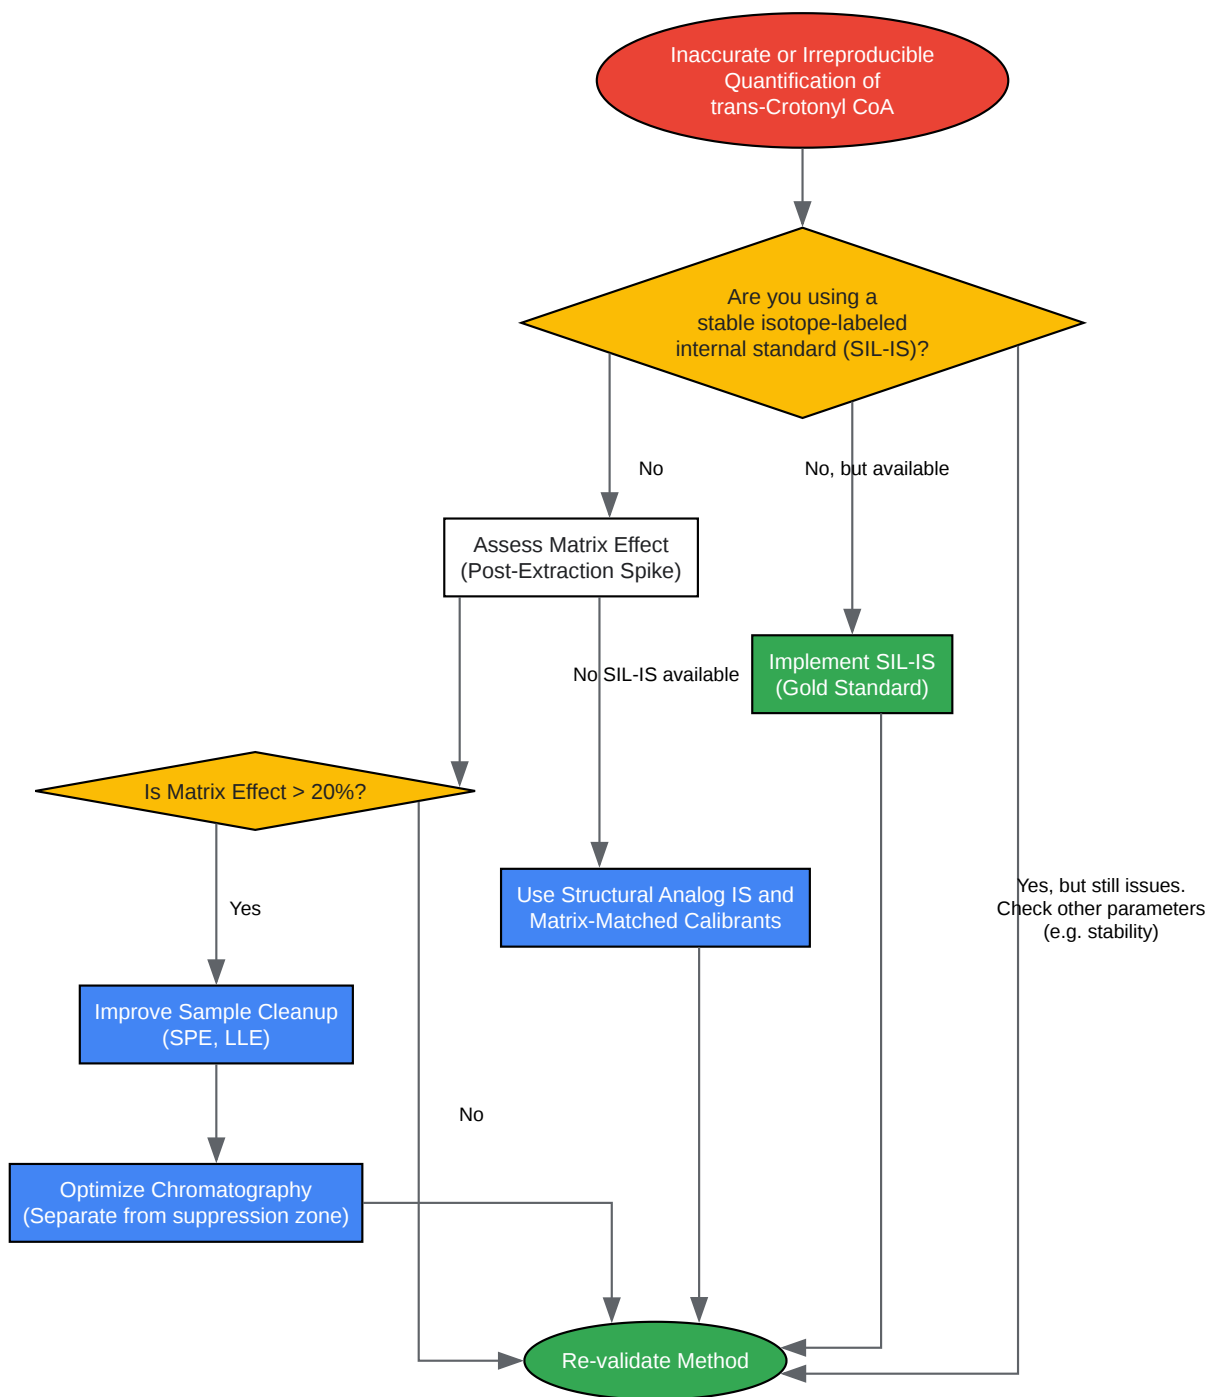 Inaccurate or Irreproducible
Quantification of
trans-Crotonyl CoA
Are you using a
stable isotope-labeled
internal standard (SIL-IS)?
No
No, but available
Assess Matrix Effect
(Post-Extraction Spike)
Implement SIL-IS
(Gold Standard)
No SIL-IS available
Is Matrix Effect > 20%?
Yes
Use Structural Analog IS and
Matrix-Matched Calibrants
Yes, but still issues.
Check other parameters
(e.g. stability)
Improve Sample Cleanup
(SPE, LLE)
No
Optimize Chromatography
(Separate from suppression zone)
Re-validate Method